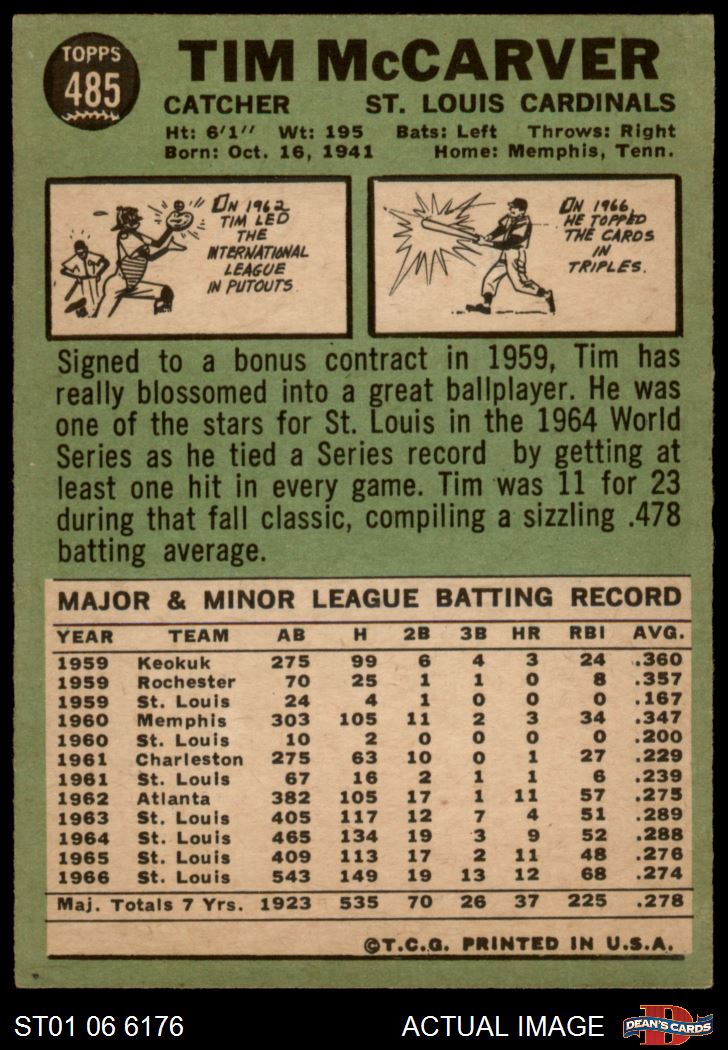 TOPPS
485
TIM McCARVER
CATCHER ST. LOUIS CARDINALS
Ht: 6'1" Wt: 195 Bats: Left Throws: Right
Born: Oct. 16, 1941 Home: Memphis, Tenn.
IN 1962
TIM LED
THE
INTERNATIONAL
LEAGUE
IN PUTOUTS
IN 1966
HE TOPPED
THE CARDS
IN
TRIPLES.
Signed to a bonus contract in 1959, Tim has
really blossomed into a great ballplayer. He was
one of the stars for St. Louis in the 1964 World
Series as he tied a Series record by getting at
least one hit in every game. Tim was 11 for 23
during that fall classic, compiling a sizzling .478
batting average.
MAJOR & MINOR LEAGUE BATTING RECORD
YEAR TEAM AB H 2B 3B HR RBI AVG.
1959 Keokuk 275 99 6 4 3 24 .360
1959 Rochester 70 25 1 1 0 8 .357
1959 St. Louis 24 4 1 0 0 0 .167
1960 Memphis 303 105 11 2 3 34 .347
1960 St. Louis 10 2 0 0 0 0 .200
1961 Charleston 275 63 10 0 1 27 .229
1961 St. Louis 67 16 2 1 1 6 .239
1962 Atlanta 382 105 17 1 11 57 .275
1963 St. Louis 405 117 12 7 4 51 .289
1964 St. Louis 465 134 19 3 9 52 .288
1965 St. Louis 409 113 17 2 11 48 .276
1966 St. Louis 543 149 19 13 12 68 .274
Maj. Totals 7 Yrs. 1923 535 70 26 37 225 .278
©T.C.G. PRINTED IN U.S.A.
ST01 06 6176 ACTUAL IMAGE
D
DEAN'S CARDS